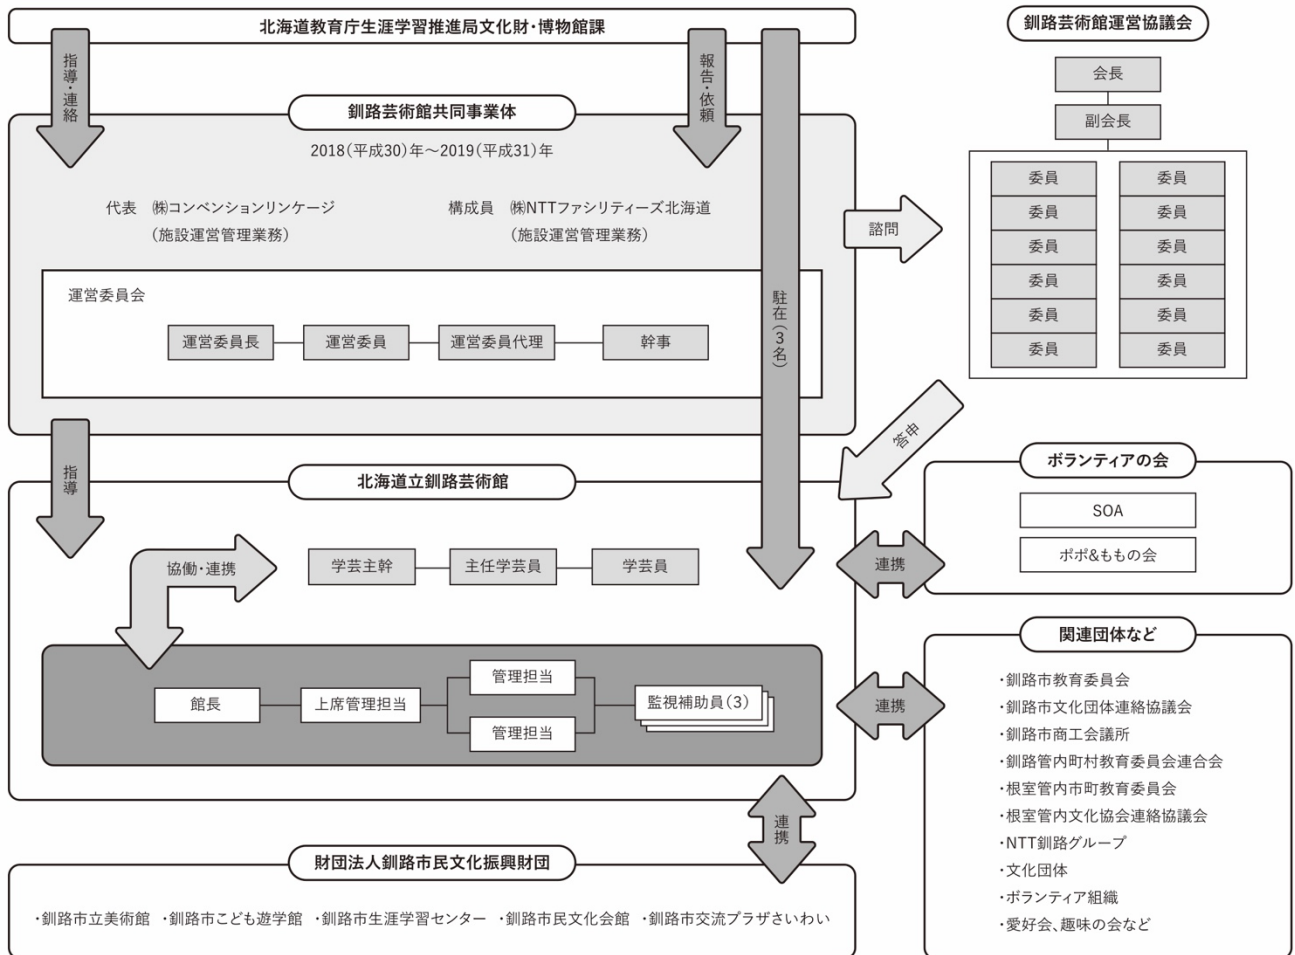 北海道教育庁生涯学習推進局文化財・博物館課
指導・連絡
報告・依頼
駐在(3名)
釧路芸術館共同事業体
2018(平成30)年〜2019(平成31)年
代表 ㈱コンベンションリンケージ
(施設運営管理業務)
構成員 ㈱NTTファシリティーズ北海道
(施設運営管理業務)
運営委員会
運営委員長
運営委員
運営委員代理
幹事
諮問
釧路芸術館運営協議会
会長
副会長
委員 委員
委員 委員
委員 委員
委員 委員
委員 委員
委員 委員
答申
指導
北海道立釧路芸術館
協働・連携
学芸主幹
主任学芸員
学芸員
館長
上席管理担当
管理担当
管理担当
監視補助員(3)
連携
ボランティアの会
SOA
ポポ&ももの会
連携
関連団体など
・釧路市教育委員会
・釧路市文化団体連絡協議会
・釧路市商工会議所
・釧路管内町村教育委員会連合会
・根室管内市町教育委員会
・根室管内文化協会連絡協議会
・NTT釧路グループ
・文化団体
・ボランティア組織
・愛好会、趣味の会など
連携
財団法人釧路市民文化振興財団
・釧路市立美術館 ・釧路市こども遊学館 ・釧路市生涯学習センター ・釧路市民文化会館 ・釧路市交流プラザさいわい